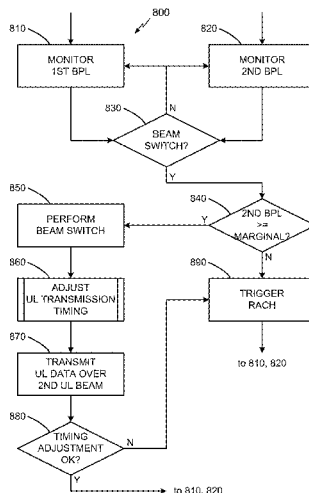 800
810
820
MONITOR
1ST BPL
MONITOR
2ND BPL
830
N
BEAM
SWITCH?
Y
850
840
PERFORM
BEAM SWITCH
Y
2ND BPL
>=
MARGINAL?
860
890
N
ADJUST
UL TRANSMISSION
TIMING
TRIGGER
RACH
870
to 810, 820
TRANSMIT
UL DATA OVER
2ND UL BEAM
880
TIMING
ADJUSTMENT
OK?
N
Y
to 810, 820